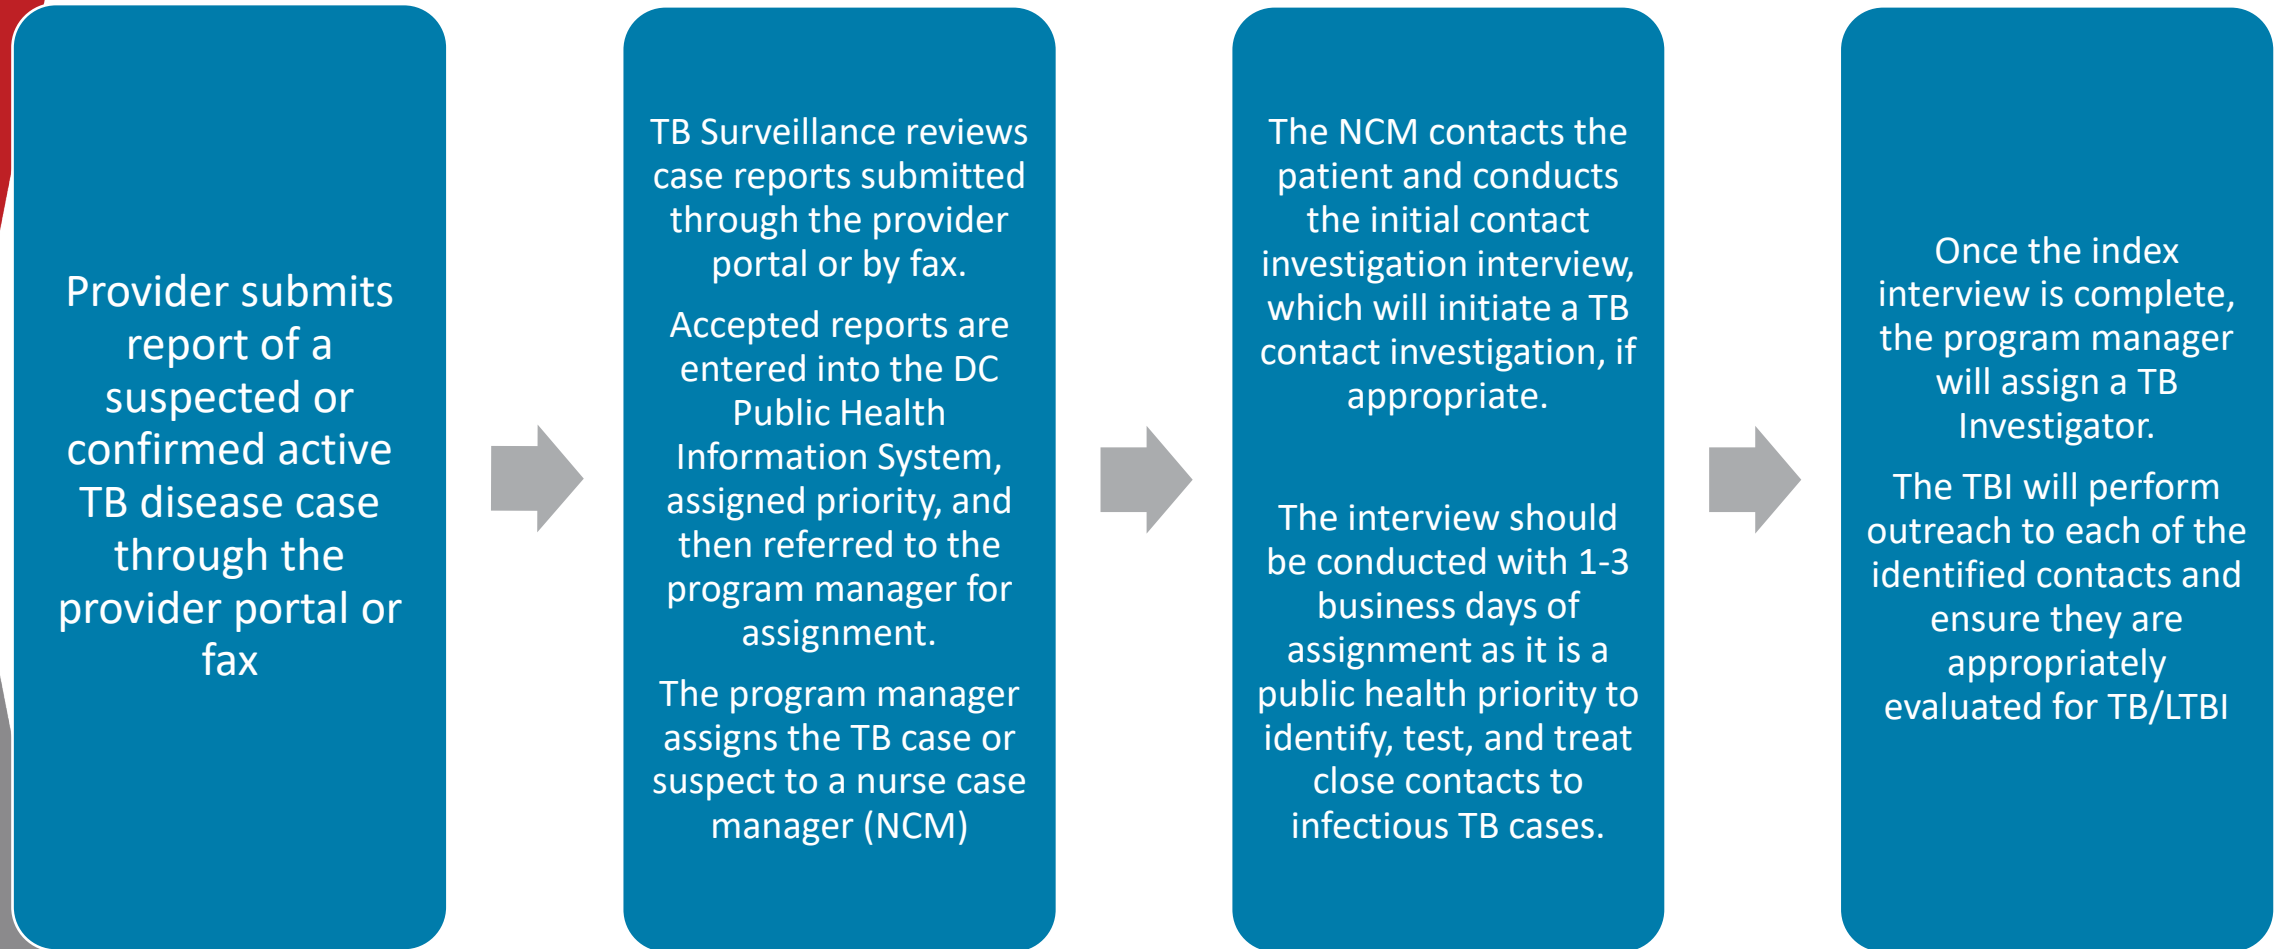 Provider submits
report of a
suspected or
confirmed active
TB disease case
through the
provider portal or
fax
TB Surveillance reviews
case reports submitted
through the provider
portal or by fax.
Accepted reports are
entered into the DC
Public Health
Information System,
assigned priority, and
then referred to the
program manager for
assignment.
The program manager
assigns the TB case or
suspect to a nurse case
manager (NCM)
The NCM contacts the
patient and conducts
the initial contact
investigation interview,
which will initiate a TB
contact investigation, if
appropriate.
The interview should
be conducted with 1-3
business days of
assignment as it is a
public health priority to
identify, test, and treat
close contacts to
infectious TB cases.
Once the index
interview is complete,
the program manager
will assign a TB
Investigator.
The TBI will perform
outreach to each of the
identified contacts and
ensure they are
appropriately
evaluated for TB/LTBI